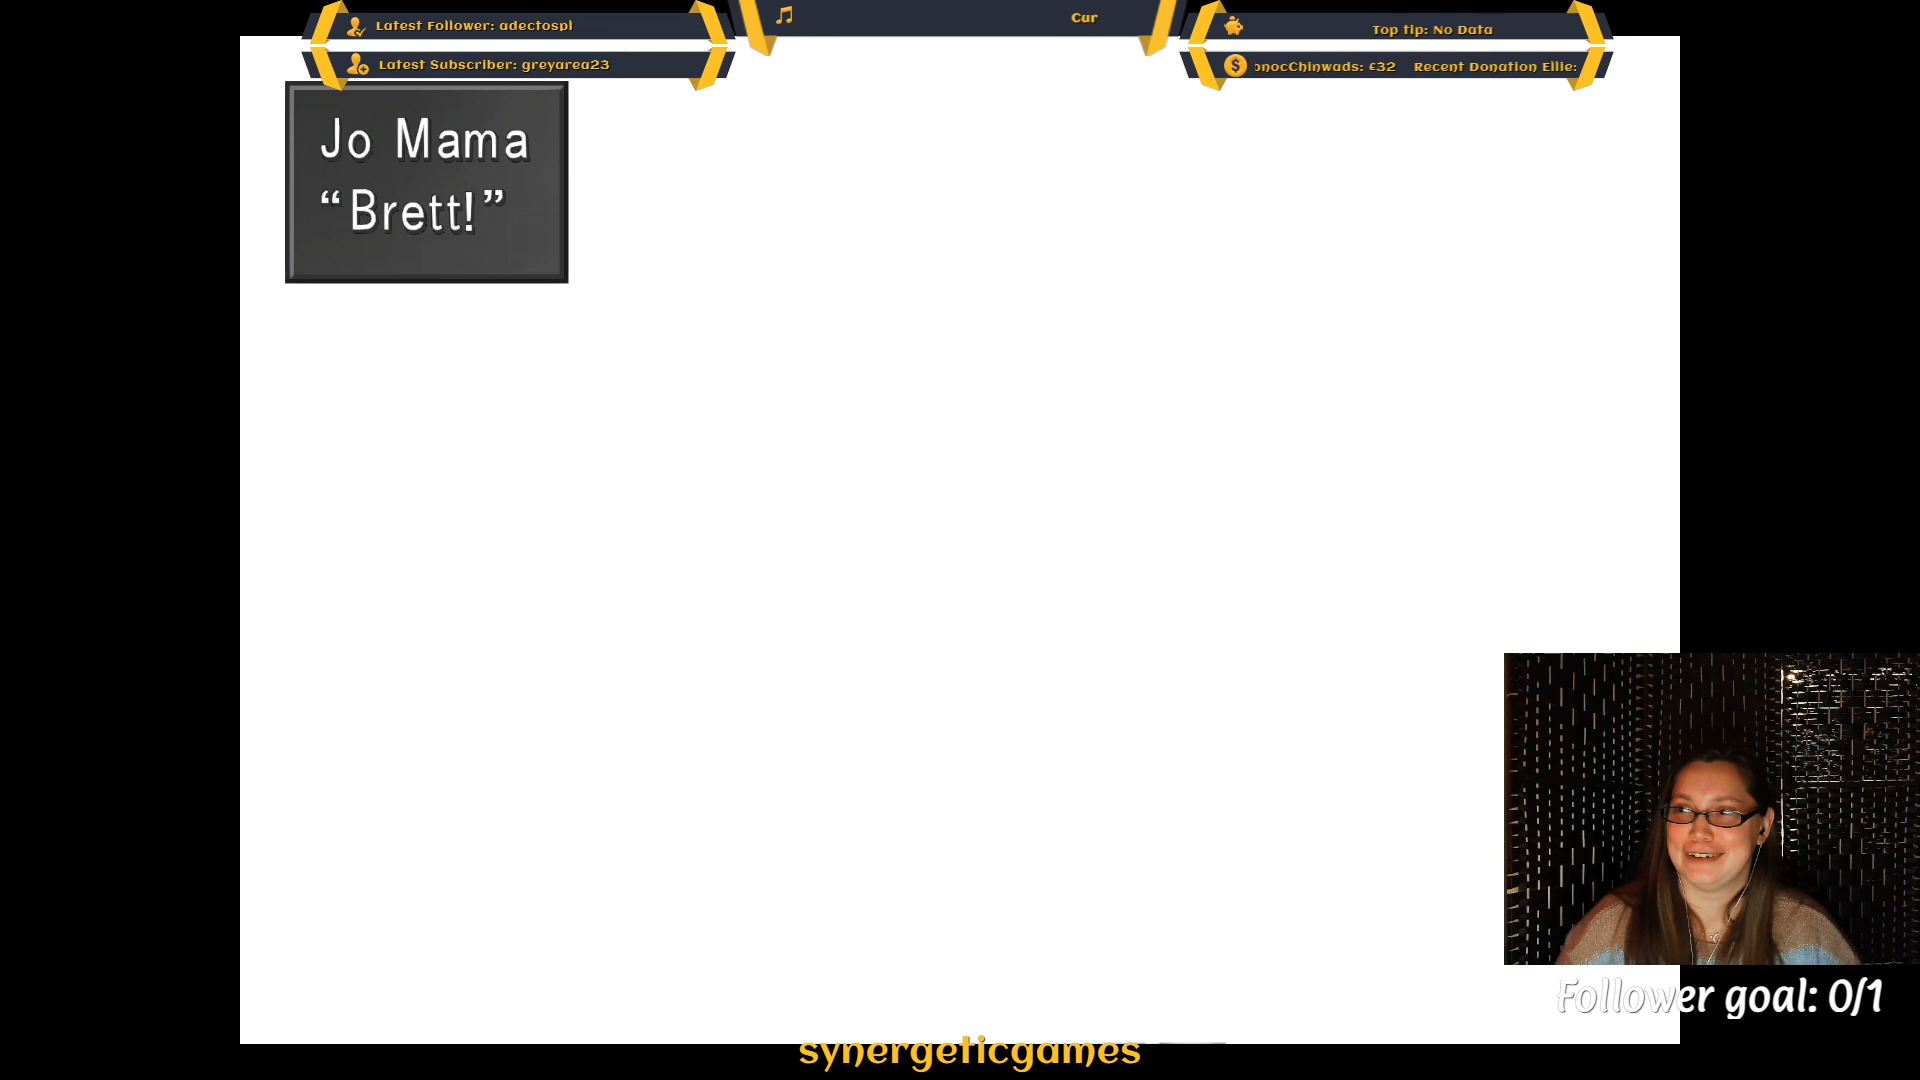 Latest Follower: adectospl
Latest Subscriber: greyarea23
Cur
Top tip: No Data
onocChinwads: £32 Recent Donation Ellie:
Jo Mama
“Brett!”
Follower goal: 0/1
synergeticgames